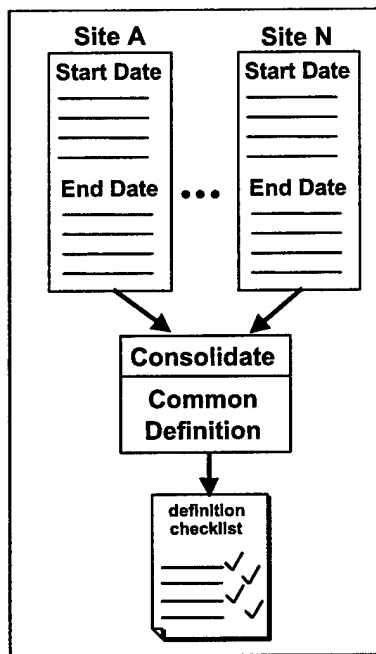 Site A
Site N
Start Date
Start Date
End Date
•••
End Date
Consolidate
Common
Definition
definition
checklist